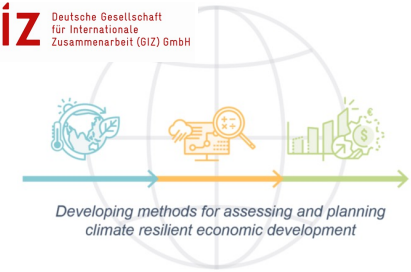 iz
Deutsche Gesellschaft
für Internationale
Zusammenarbeit (GIZ) GmbH
Developing methods for assessing and planning
climate resilient economic development